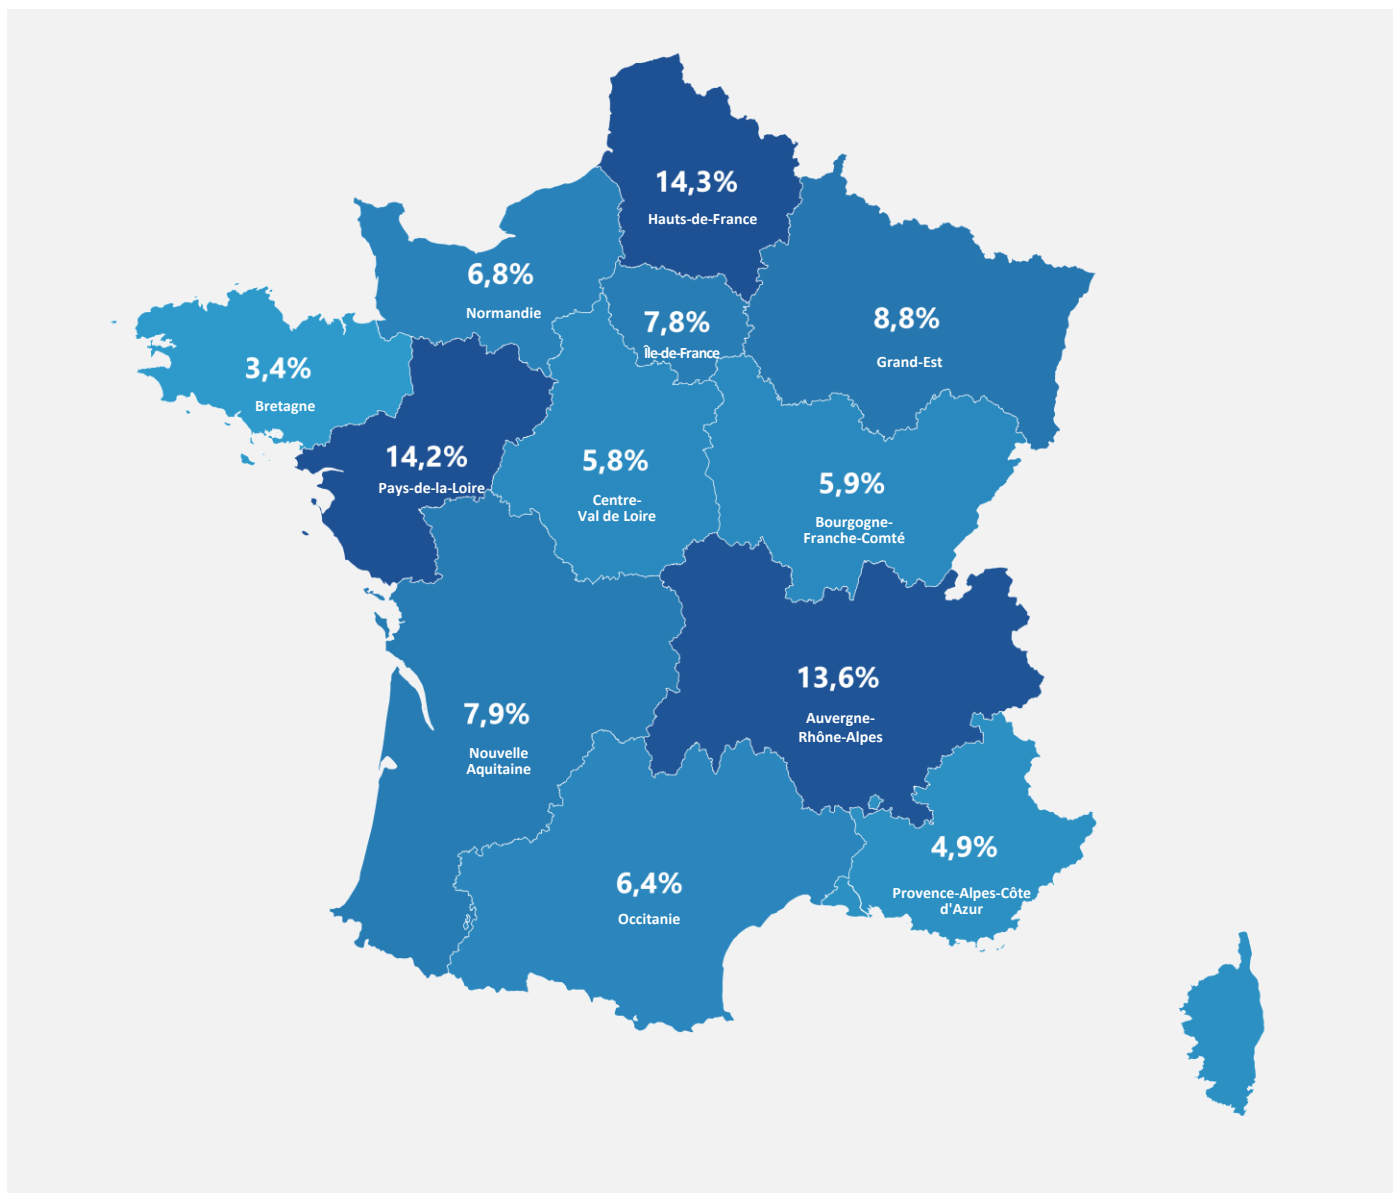 14,3%
Hauts-de-France
6,8%
Normandie
7,8%
Île-de-France
8,8%
Grand-Est
3,4%
Bretagne
14,2%
Pays-de-la-Loire
5,8%
Centre-
Val de Loire
5,9%
Bourgogne-
Franche-Comté
13,6%
Auvergne-
Rhône-Alpes
7,9%
Nouvelle
Aquitaine
4,9%
Provence-Alpes-Côte
d'Azur
6,4%
Occitanie